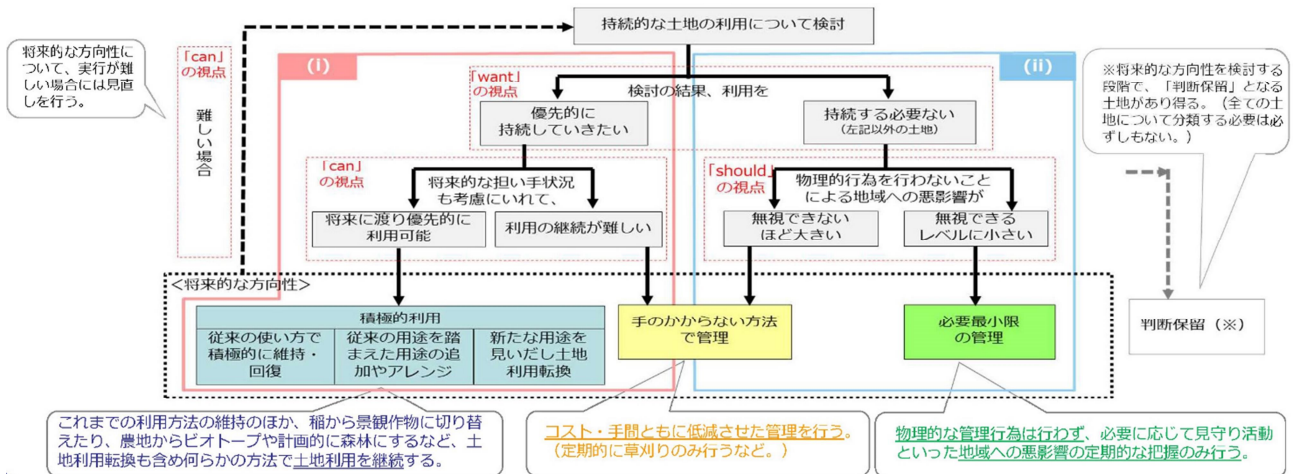 持続的な土地の利用について検討
将来的な方向性に
ついて、実行が難
しい場合には見直
しを行う。
「can」
の視点
難しい場合
(i)
(ii)
「want」
の視点
検討の結果、利用を
優先的に
持続していきたい
持続する必要ない
(左記以外の土地)
※将来的な方向性を検討する
段階で、「判断保留」となる
土地があり得る。（全ての土
地について分類する必要は必
ずしもない。）
「can」
の視点
将来的な担い手状況
も考慮にいれて、
「should」
の視点
物理的行為を行わないこと
による地域への悪影響が
将来に渡り優先的に
利用可能
利用の継続が難しい
無視できない
ほど大きい
無視できる
レベルに小さい
<将来的な方向性>
積極的利用
従来の使い方で
積極的に維持・
回復
従来の用途を踏
まえた用途の追
加やアレンジ
新たな用途を
見いだし土地
利用転換
手のかからない方法
で管理
必要最小限
の管理
判断保留（※）
これまでの利用方法の維持のほか、稲から景観作物に切り替
えたり、農地からビオトープや計画的に森林にするなど、土
地利用転換も含め何らかの方法で土地利用を継続する。
コスト・手間ともに低減させた管理を行う。
（定期的に草刈りのみ行うなど。）
物理的な管理行為は行わず、必要に応じて見守り活動
といった地域への悪影響の定期的な把握のみ行う。